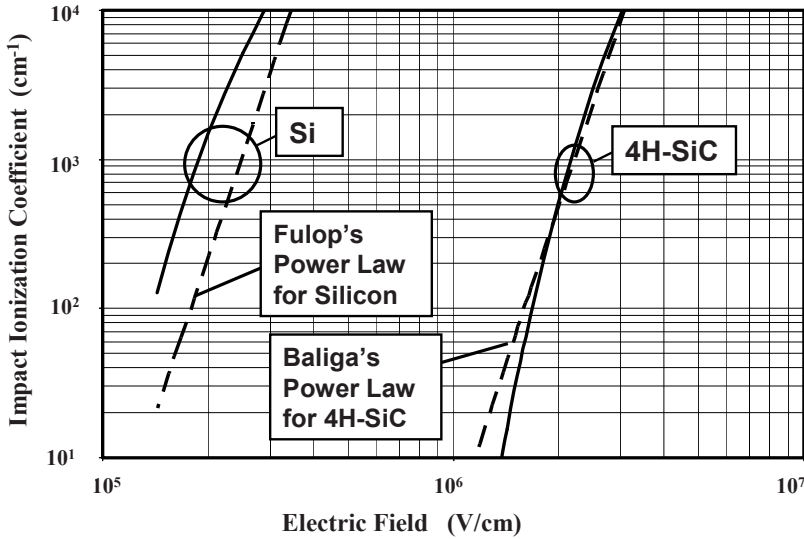 10⁴
10³
10²
10¹
Impact Ionization Coefficient (cm⁻¹)
Si
4H-SiC
Fulop's
Power Law
for Silicon
Baliga's
Power Law
for 4H-SiC
10⁵
10⁶
10⁷
Electric Field (V/cm)